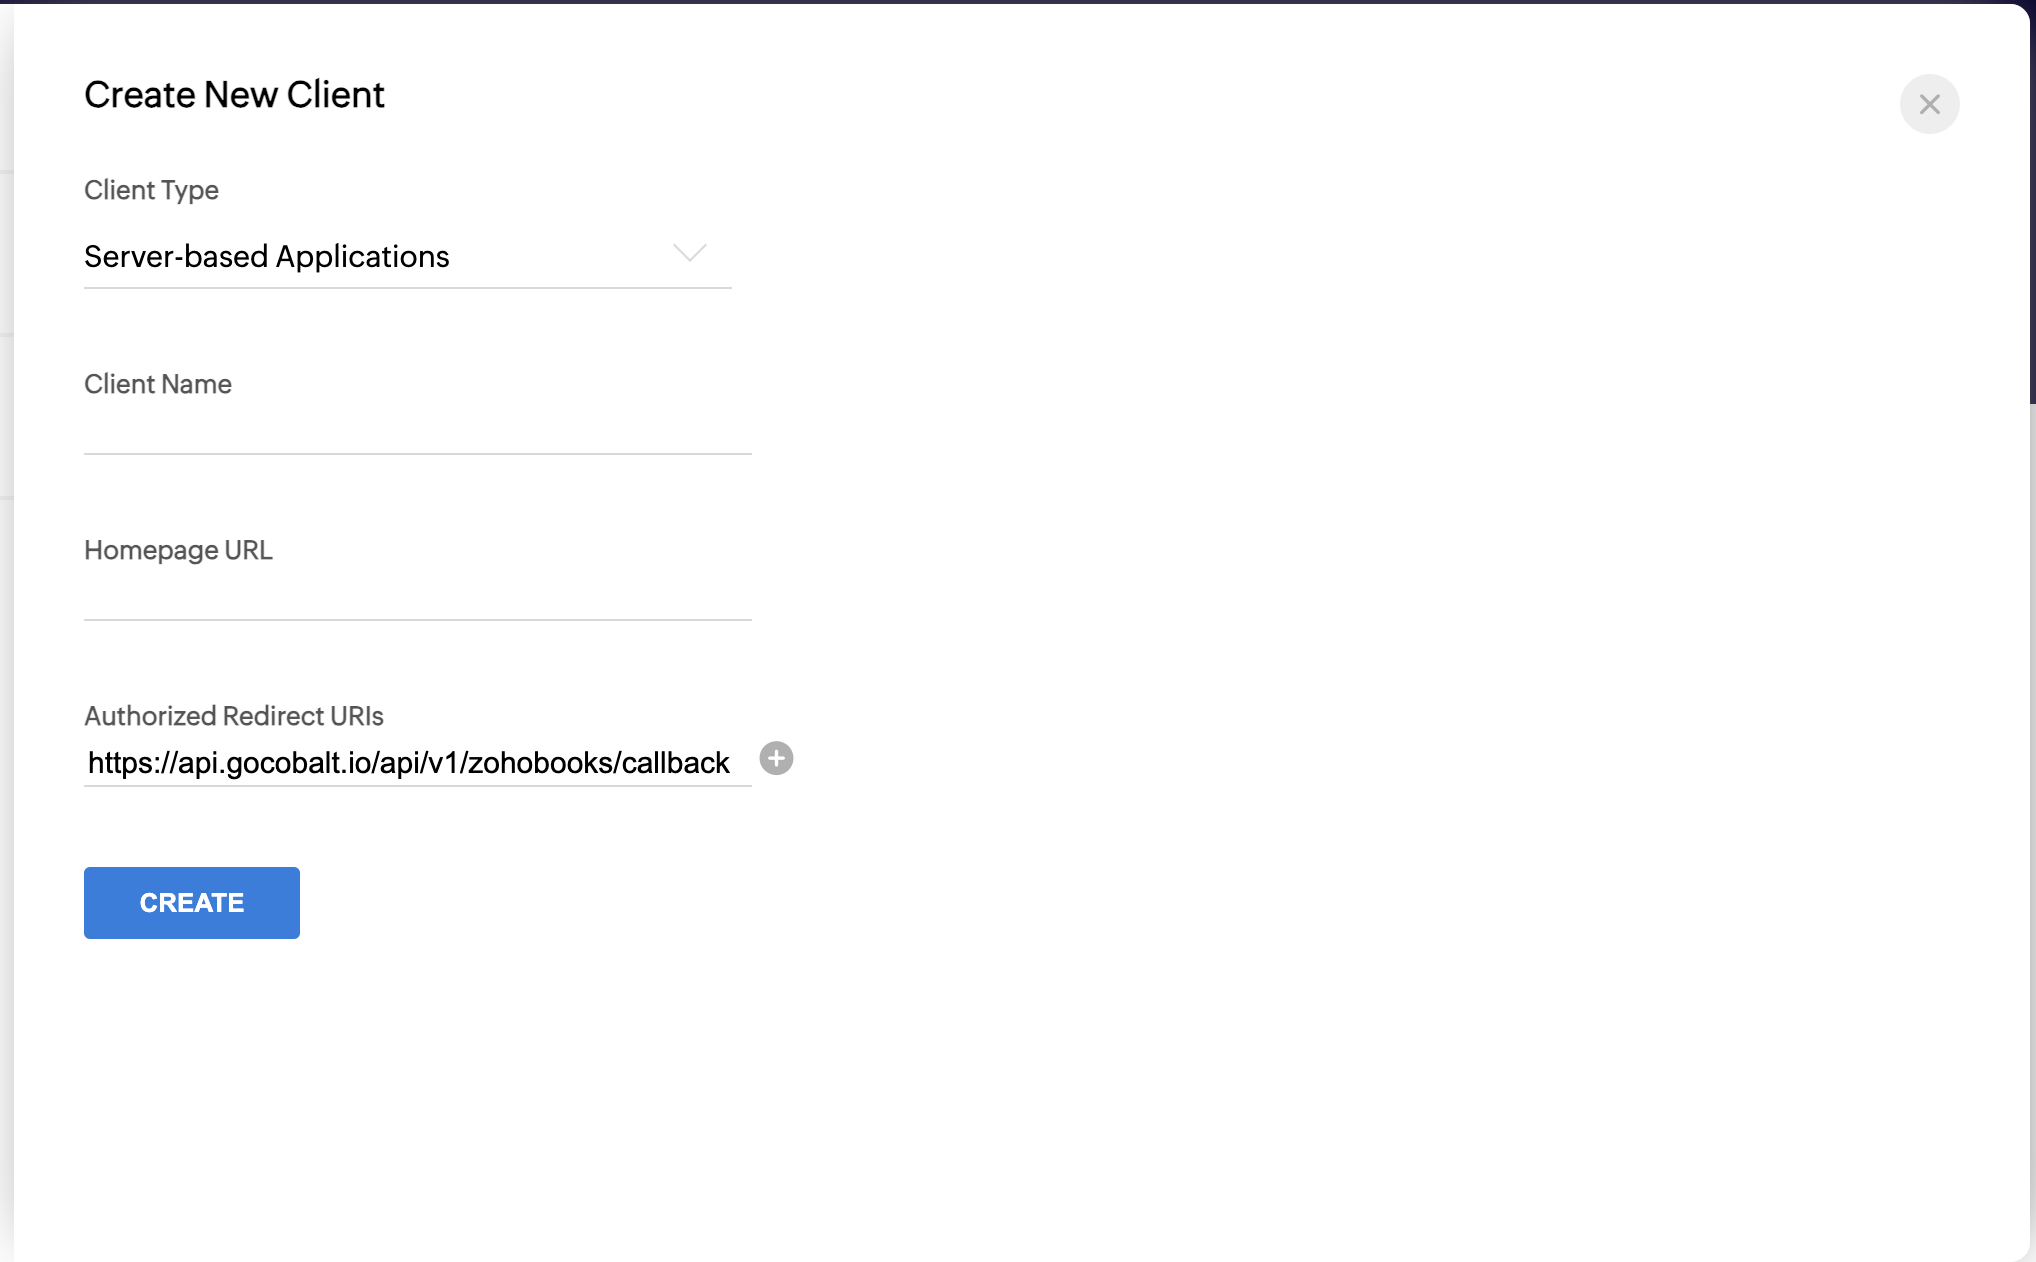 Create New Client
Client Type
Server-based Applications
Client Name
Homepage URL
Authorized Redirect URIs
https://api.gocobalt.io/api/v1/zohobooks/callback
CREATE